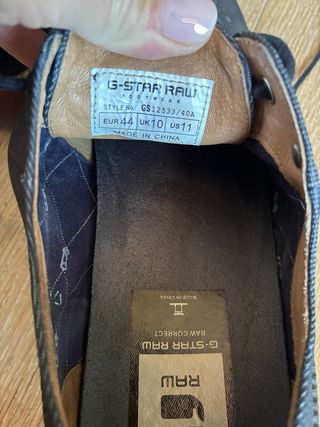 G-STAR RAW
FOOTWEAR
STYLE No GS12533/40A
EUR 44 UK 10 US 11
MADE IN CHINA
MADE IN CHINA
RAW CORRECT
G-STAR RAW
RAW